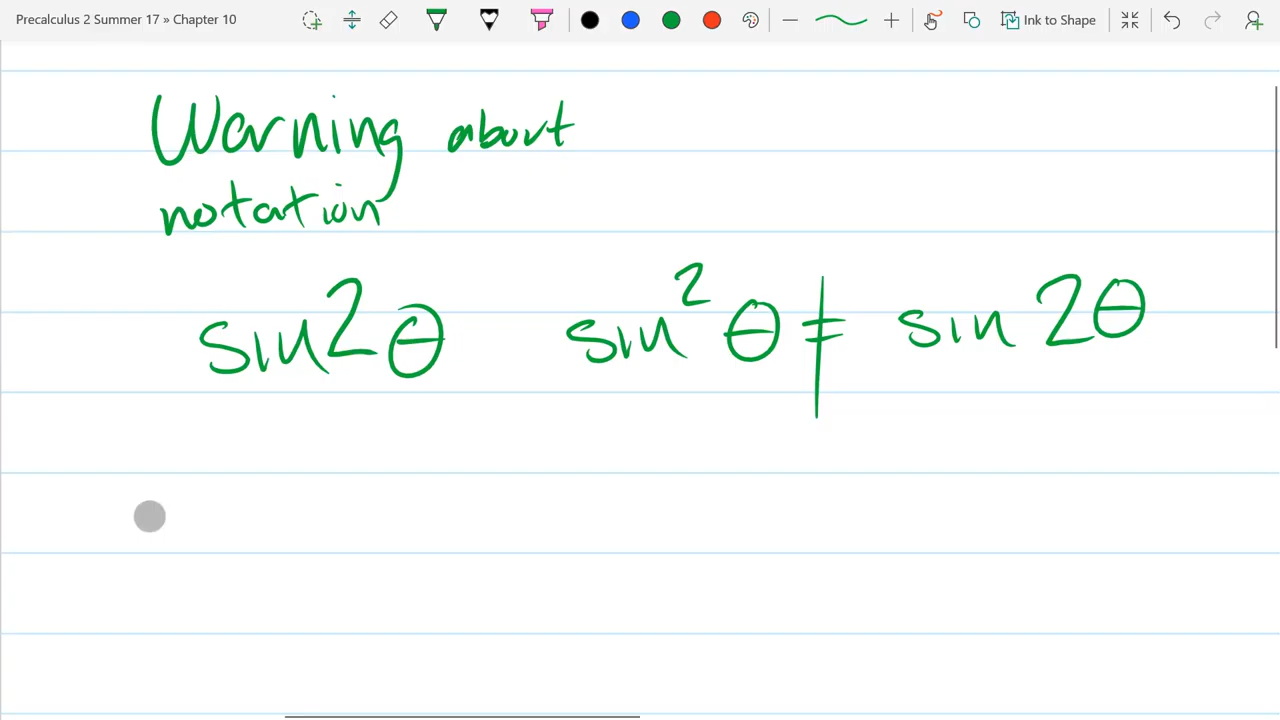 Precalculus 2 Summer 17 » Chapter 10
Ink to Shape
Warning about
notation
sin2θ sin²θ ≠ sin 2θ